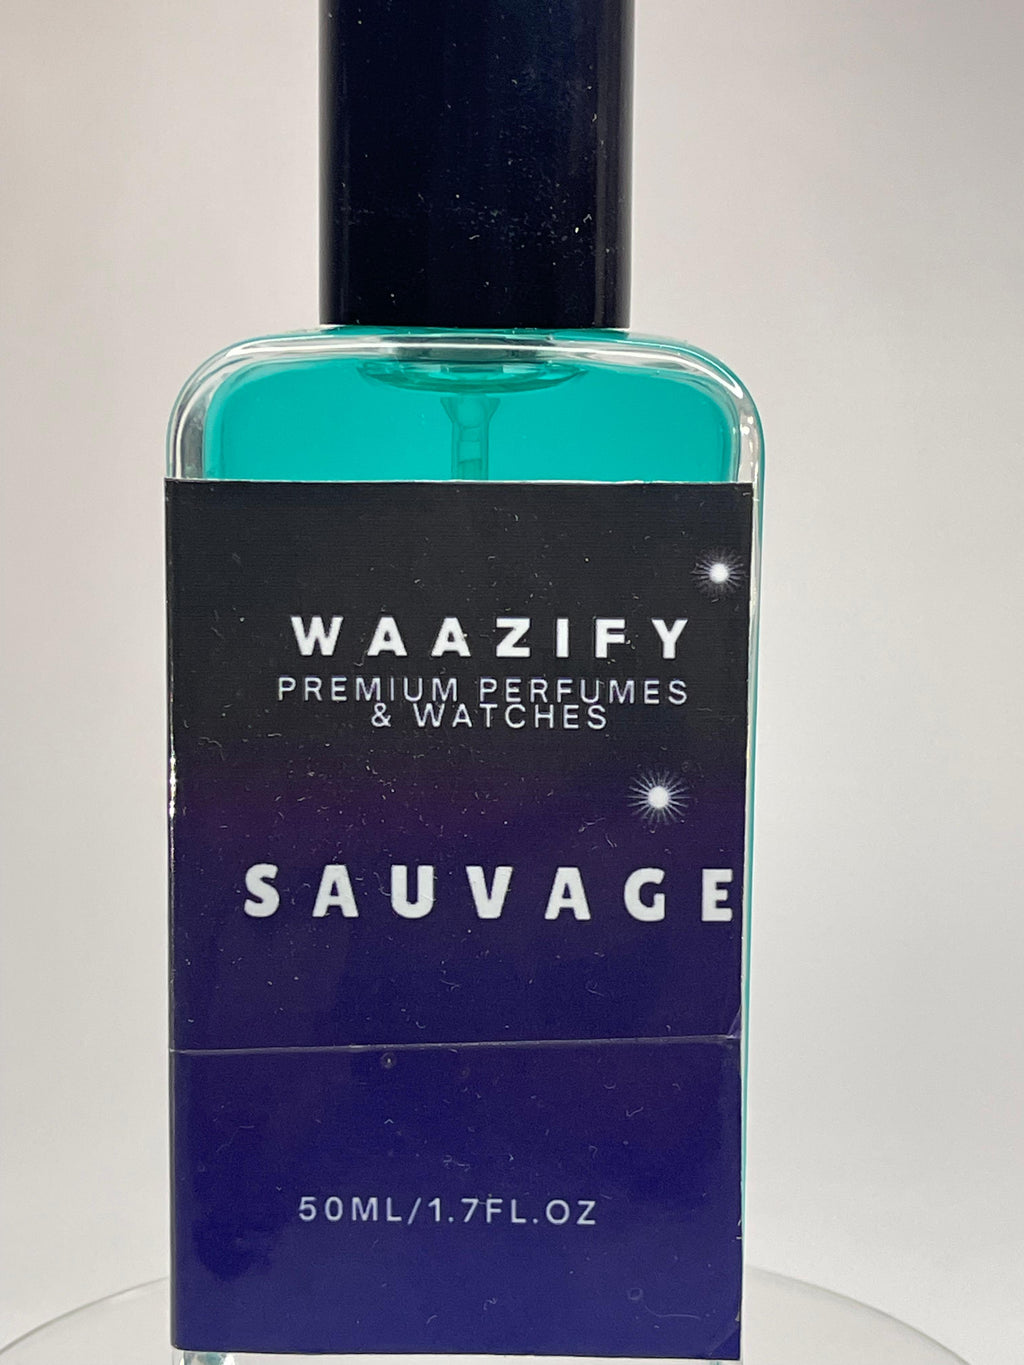 WAAZIFY
PREMIUM PERFUMES
& WATCHES
SAUVAGE
50ML/1.7FL.OZ